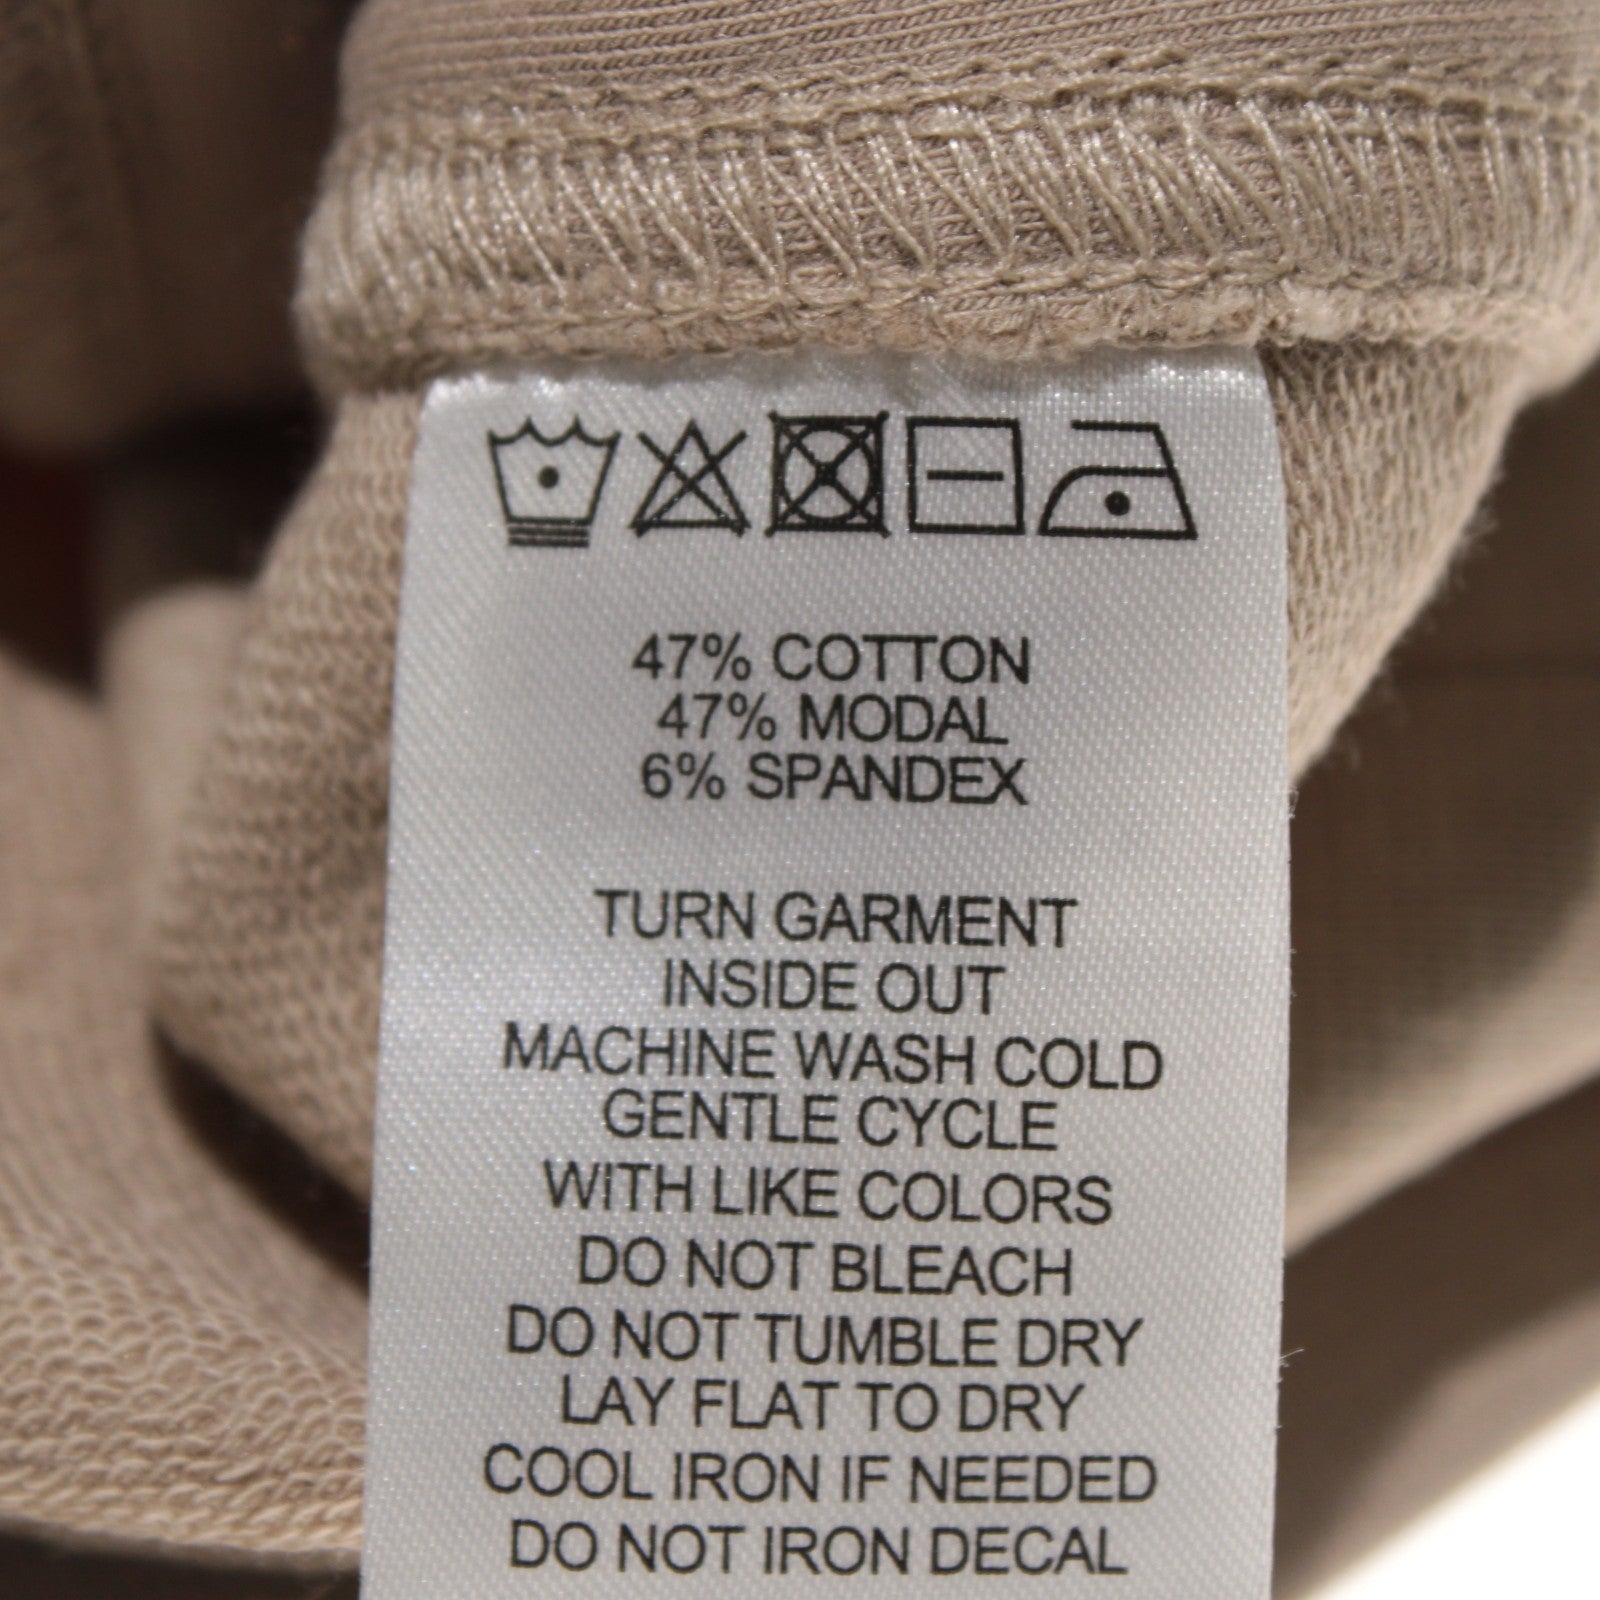 47% COTTON
47% MODAL
6% SPANDEX
TURN GARMENT
INSIDE OUT
MACHINE WASH COLD
GENTLE CYCLE
WITH LIKE COLORS
DO NOT BLEACH
DO NOT TUMBLE DRY
LAY FLAT TO DRY
COOL IRON IF NEEDED
DO NOT IRON DECAL